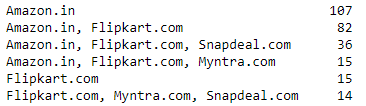 Amazon.in 107
Amazon.in, Flipkart.com 82
Amazon.in, Flipkart.com, Snapdeal.com 36
Amazon.in, Flipkart.com, Myntra.com 15
Flipkart.com 15
Flipkart.com, Myntra.com, Snapdeal.com 14